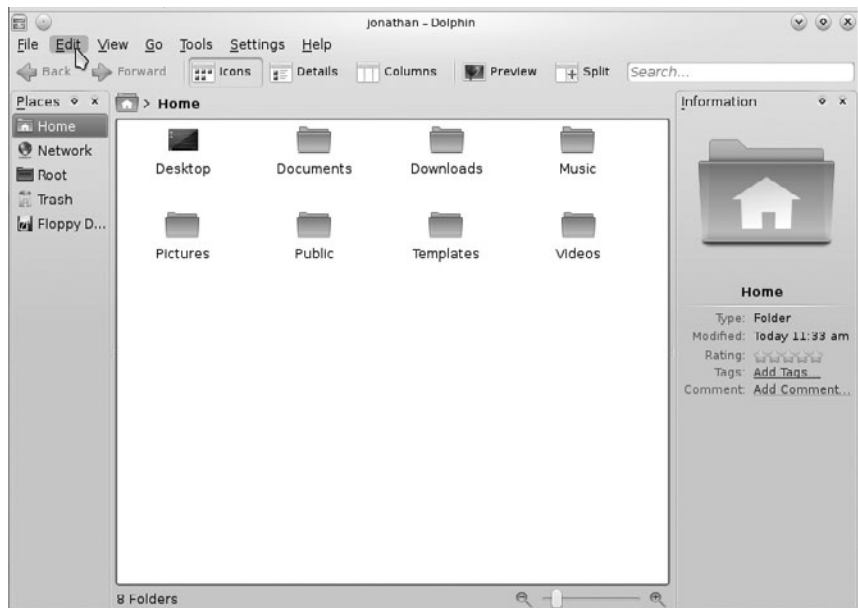 jonathan – Dolphin
File Edit View Go Tools Settings Help
Back Forward Icons Details Columns Preview Split Search...
Places
Home
Network
Root
Trash
Floppy D...
> Home
Desktop Documents Downloads Music
Pictures Public Templates Videos
8 Folders
Information
Home
Type: Folder
Modified: Today 11:33 am
Rating:
Tags: Add Tags...
Comment: Add Comment...